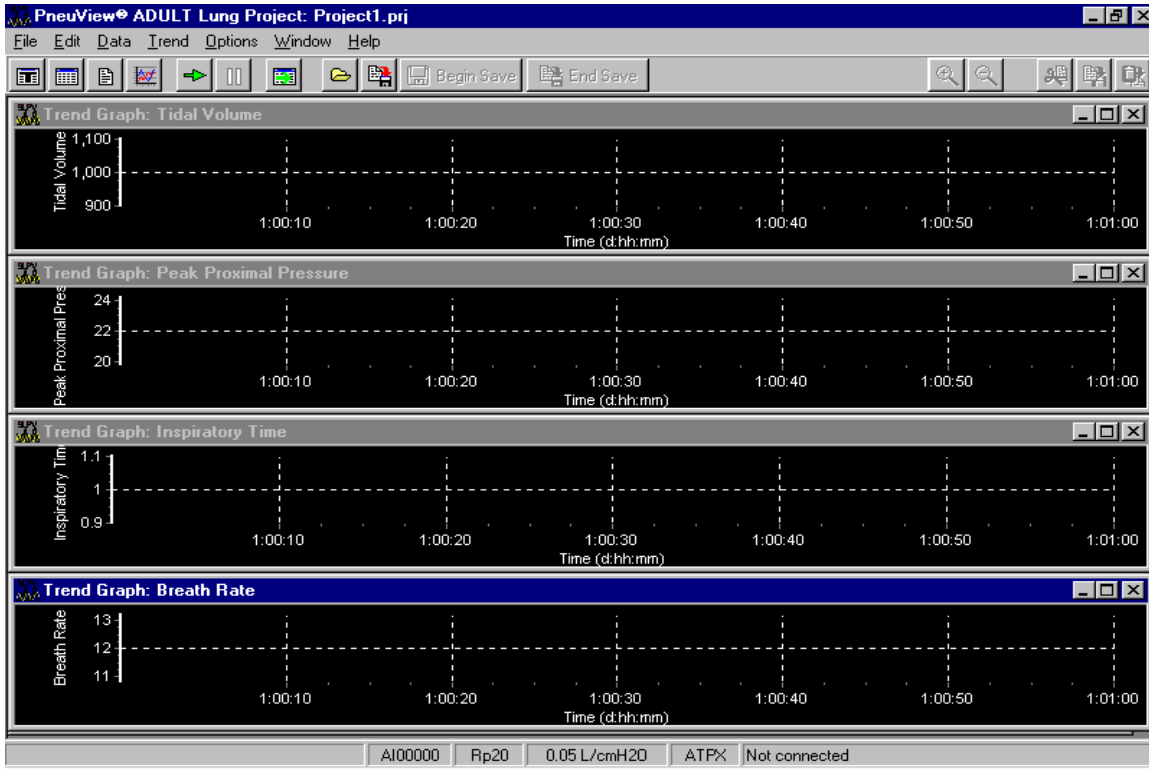 PneuView® ADULT Lung Project: Project1.prj
File Edit Data Trend Options Window Help
Begin Save End Save
Trend Graph: Tidal Volume
Tidal Volume
1,100
1,000
900
1:00:10 1:00:20 1:00:30 1:00:40 1:00:50 1:01:00
Time (d:hh:mm)
Trend Graph: Peak Proximal Pressure
Peak Proximal Pres
24
22
20
1:00:10 1:00:20 1:00:30 1:00:40 1:00:50 1:01:00
Time (d:hh:mm)
Trend Graph: Inspiratory Time
Inspiratory Tim
1.1
1
0.9
1:00:10 1:00:20 1:00:30 1:00:40 1:00:50 1:01:00
Time (d:hh:mm)
Trend Graph: Breath Rate
Breath Rate
13
12
11
1:00:10 1:00:20 1:00:30 1:00:40 1:00:50 1:01:00
Time (d:hh:mm)
AI00000 Rp20 0.05 L/cmH2O ATPX Not connected